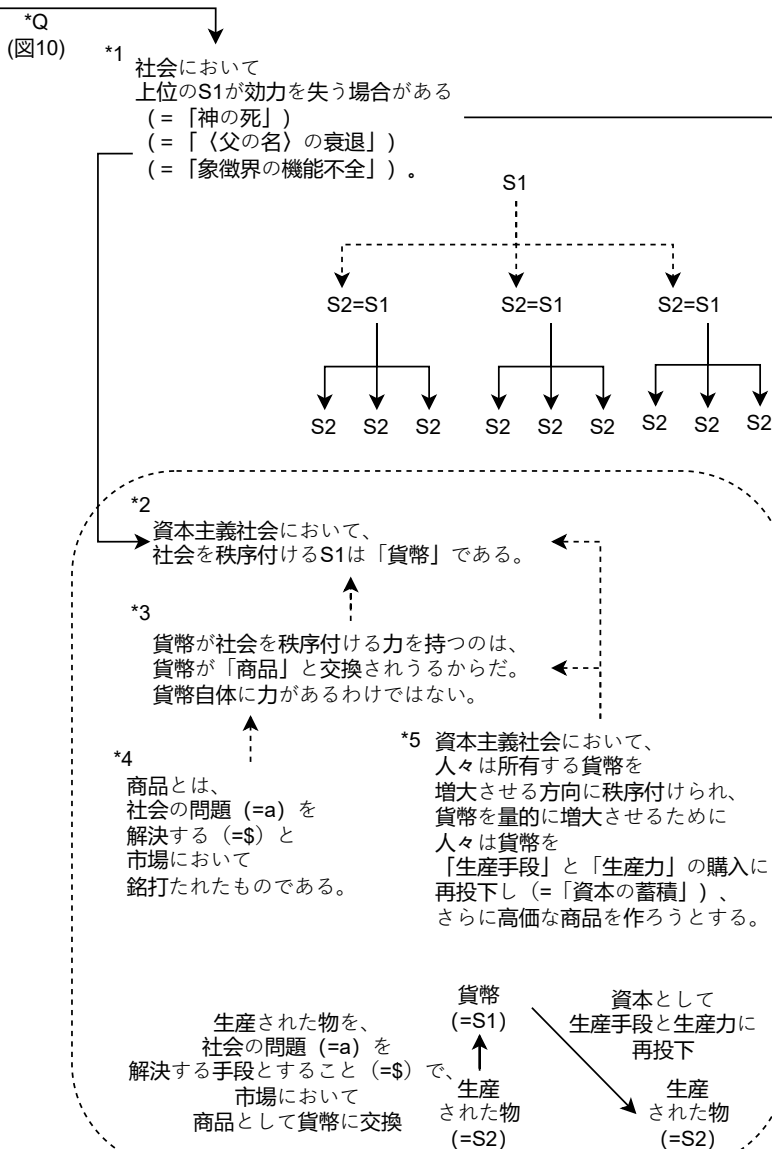 *Q
(図10)
*1
社会において
上位のS1が効力を失う場合がある
(=「神の死」)
(=「〈父の名〉の衰退」)
(=「象徴界の機能不全」)。
S1
S2=S1 S2=S1 S2=S1
S2 S2 S2 S2 S2 S2 S2 S2 S2
*2
資本主義社会において、
社会を秩序付けるS1は「貨幣」である。
*3
貨幣が社会を秩序付ける力を持つのは、
貨幣が「商品」と交換されうるからだ。
貨幣自体に力があるわけではない。
*4
商品とは、
社会の問題(=a)を
解決する(=$)と
市場において
銘打たれたものである。
*5 資本主義社会において、
人々は所有する貨幣を
増大させる方向に秩序付けられ、
貨幣を量的に増大させるために
人々は貨幣を
「生産手段」と「生産力」の購入に
再投下し(=「資本の蓄積」)、
さらに高価な商品を作ろうとする。
生産された物を、
社会の問題(=a)を
解決する手段とすること(=$)で、
市場において
商品として貨幣に交換
貨幣
(=S1)
生産
された物
(=S2)
資本として
生産手段と生産力に
再投下
生産
された物
(=S2)